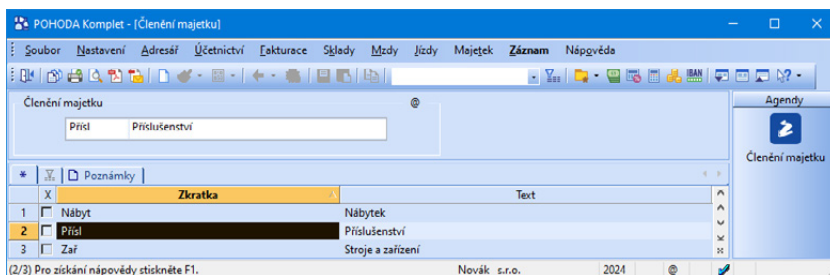 POHODA Komplet - [Členění majetku]
Soubor Nastavení Adresář Účetnictví Fakturace Sklady Mzdy Jízdy Majetek Záznam Nápověda
IBAN
Členění majetku @
Přísl Příslušenství
Agendy
Členění majetku
* Poznámky
X Zkratka Text
1 Nábyt Nábytek
2 Přísl Příslušenství
3 Zař Stroje a zařízení
(2/3) Pro získání nápovědy stiskněte F1. Novák s.r.o. 2024 @